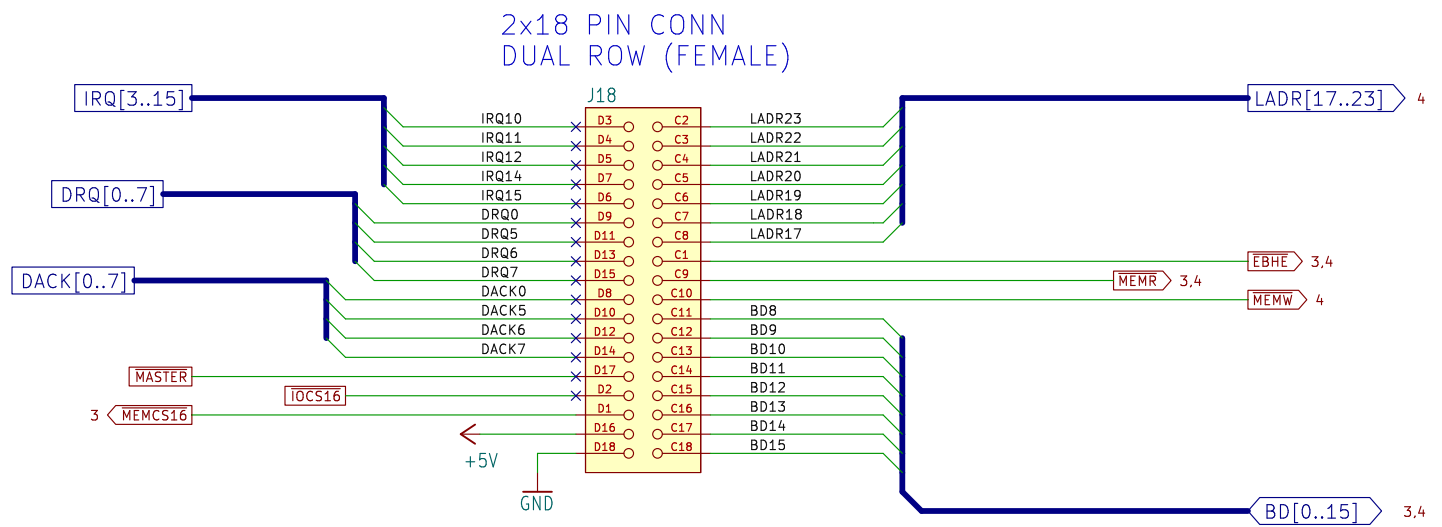 2x18 PIN CONN
DUAL ROW (FEMALE)
J18
IRQ[3..15]
LADR[17..23] 4
IRQ10 D3 C2 LADR23
IRQ11 D4 C3 LADR22
IRQ12 D5 C4 LADR21
IRQ14 D7 C5 LADR20
DRQ[0..7]
IRQ15 D6 C6 LADR19
DRQ0 D9 C7 LADR18
DRQ5 D11 C8 LADR17
DRQ6 D13 C1 EBHE 3,4
DACK[0..7]
DRQ7 D15 C9 MEMR 3,4
DACK0 D8 C10 MEMW 4
DACK5 D10 C11 BD8
DACK6 D12 C12 BD9
DACK7 D14 C13 BD10
MASTER D17 C14 BD11
IOCS16 D2 C15 BD12
3 MEMCS16 D1 C16 BD13
+5V D16 C17 BD14
D18 C18 BD15
GND
BD[0..15] 3,4